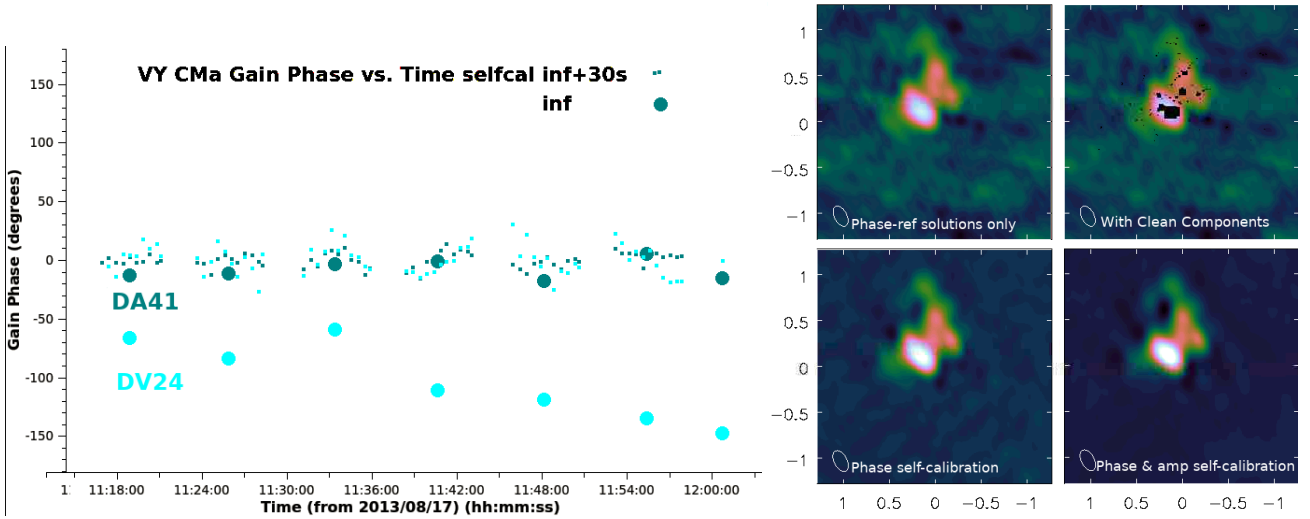 VY CMa Gain Phase vs. Time selfcal inf+30s
inf
Gain Phase (degrees)
150
100
50
0
-50
-100
-150
DA41
DV24
11:18:00 11:24:00 11:30:00 11:36:00 11:42:00 11:48:00 11:54:00 12:00:00
Time (from 2013/08/17) (hh:mm:ss)
1
0.5
0
−0.5
−1
Phase-ref solutions only
With Clean Components
1
0.5
0
−0.5
−1
Phase self-calibration
Phase & amp self-calibration
1 0.5 0 −0.5 −1
1 0.5 0 −0.5 −1